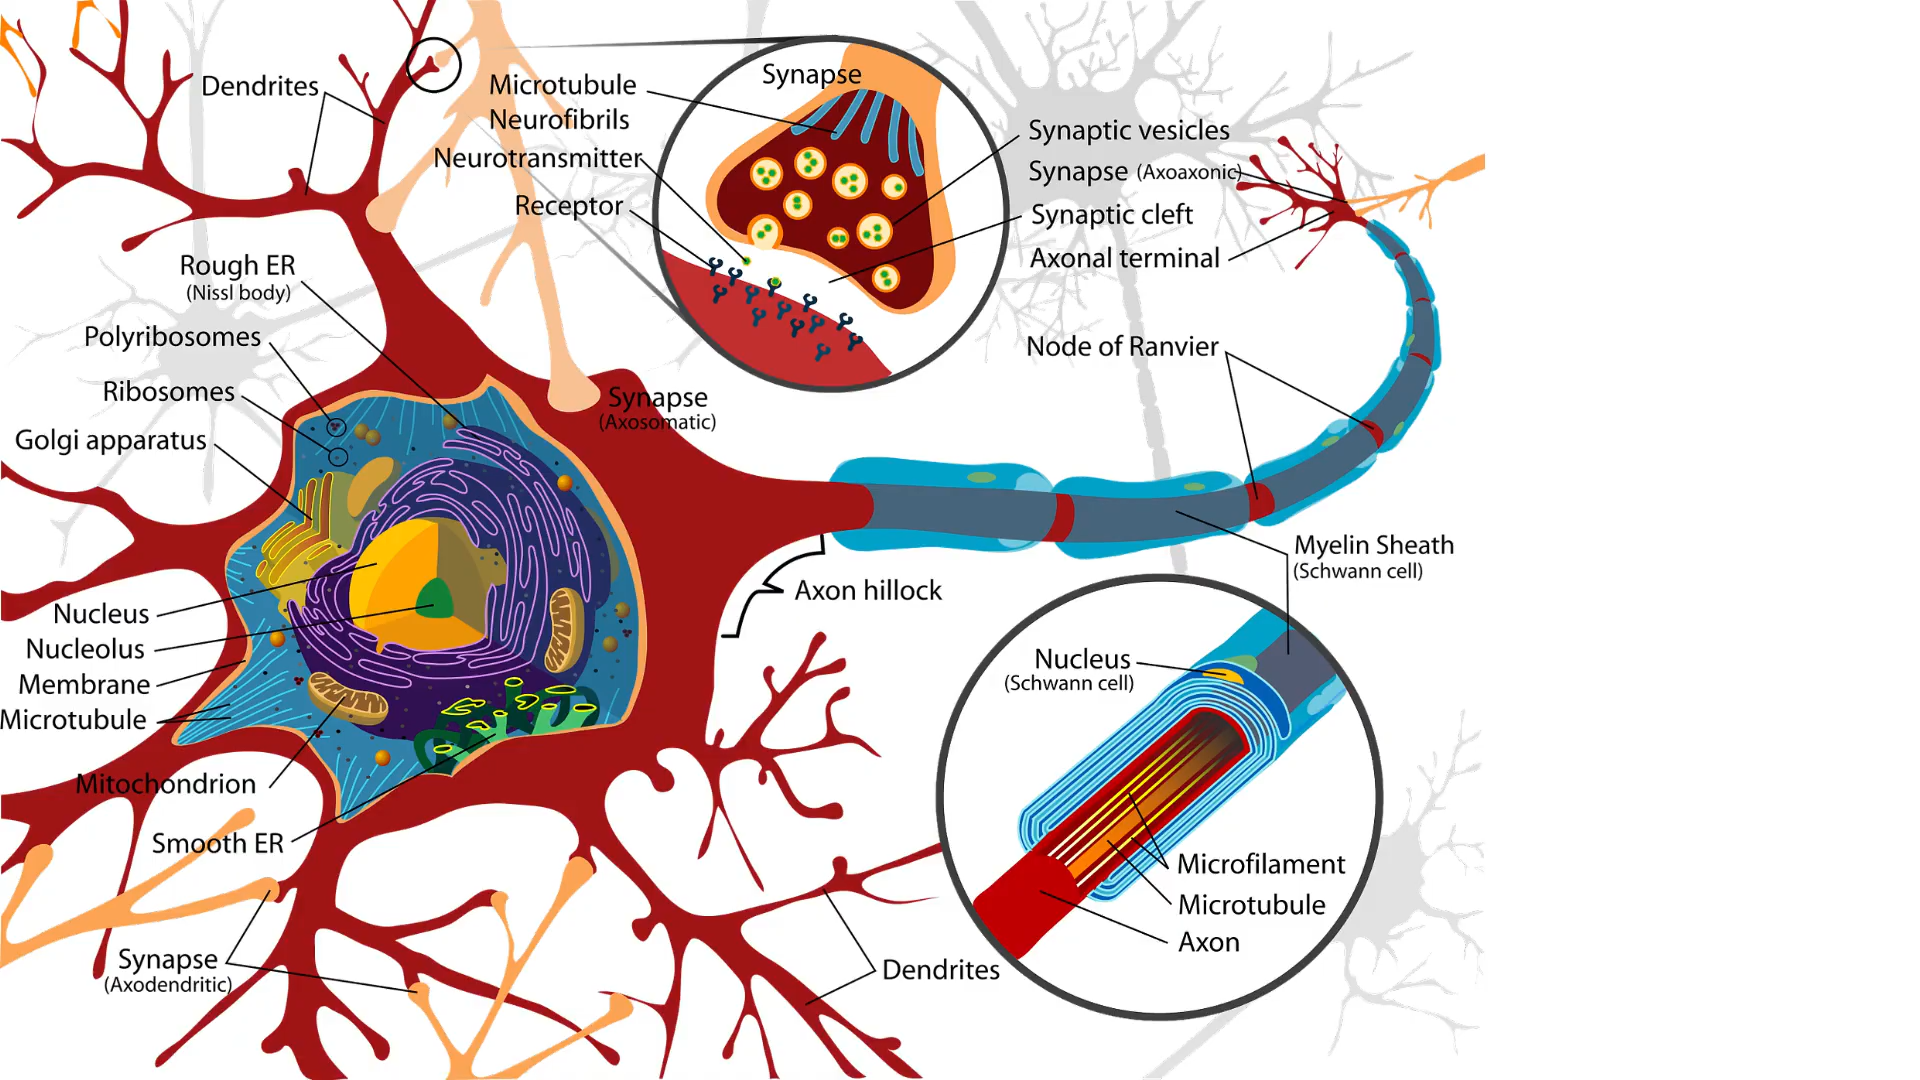 Dendrites
Microtubule
Neurofibrils
Neurotransmitter
Receptor
Synapse
Synaptic vesicles
Synapse (Axoaxonic)
Synaptic cleft
Axonal terminal
Rough ER
(Nissl body)
Polyribosomes
Ribosomes
Golgi apparatus
Synapse
(Axosomatic)
Node of Ranvier
Myelin Sheath
(Schwann cell)
Axon hillock
Nucleus
Nucleolus
Membrane
Microtubule
Mitochondrion
Smooth ER
Synapse
(Axodendritic)
Dendrites
Nucleus
(Schwann cell)
Microfilament
Microtubule
Axon